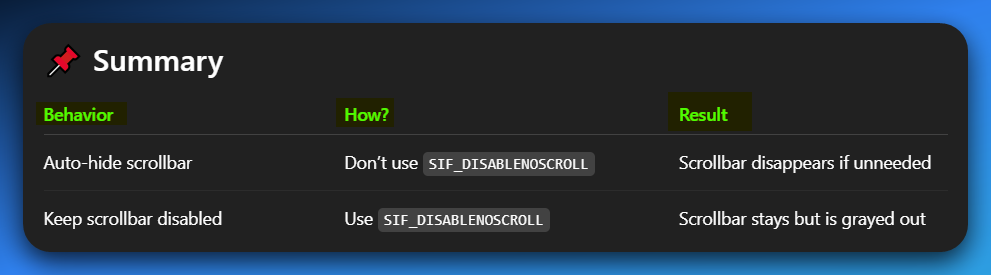 Summary
Behavior How? Result
Auto-hide scrollbar Don’t use SIF_DISABLENOSCROLL Scrollbar disappears if unneeded
Keep scrollbar disabled Use SIF_DISABLENOSCROLL Scrollbar stays but is grayed out